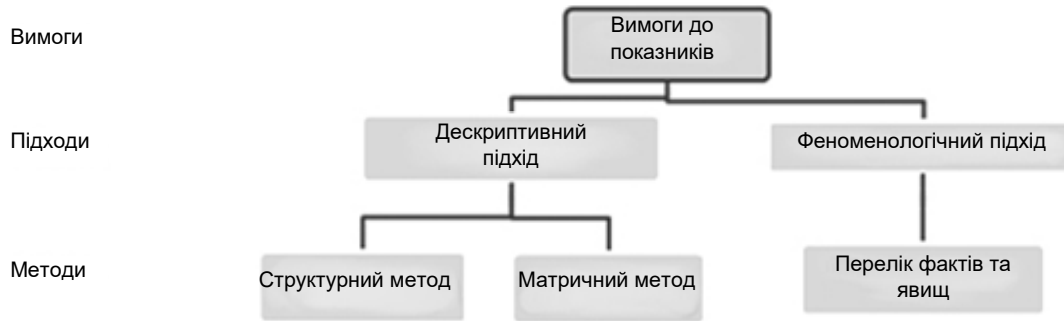 Вимоги
Вимоги до
показників
Підходи
Дескриптивний
підхід
Феноменологічний підхід
Методи
Структурний метод
Матричний метод
Перелік фактів та
явищ